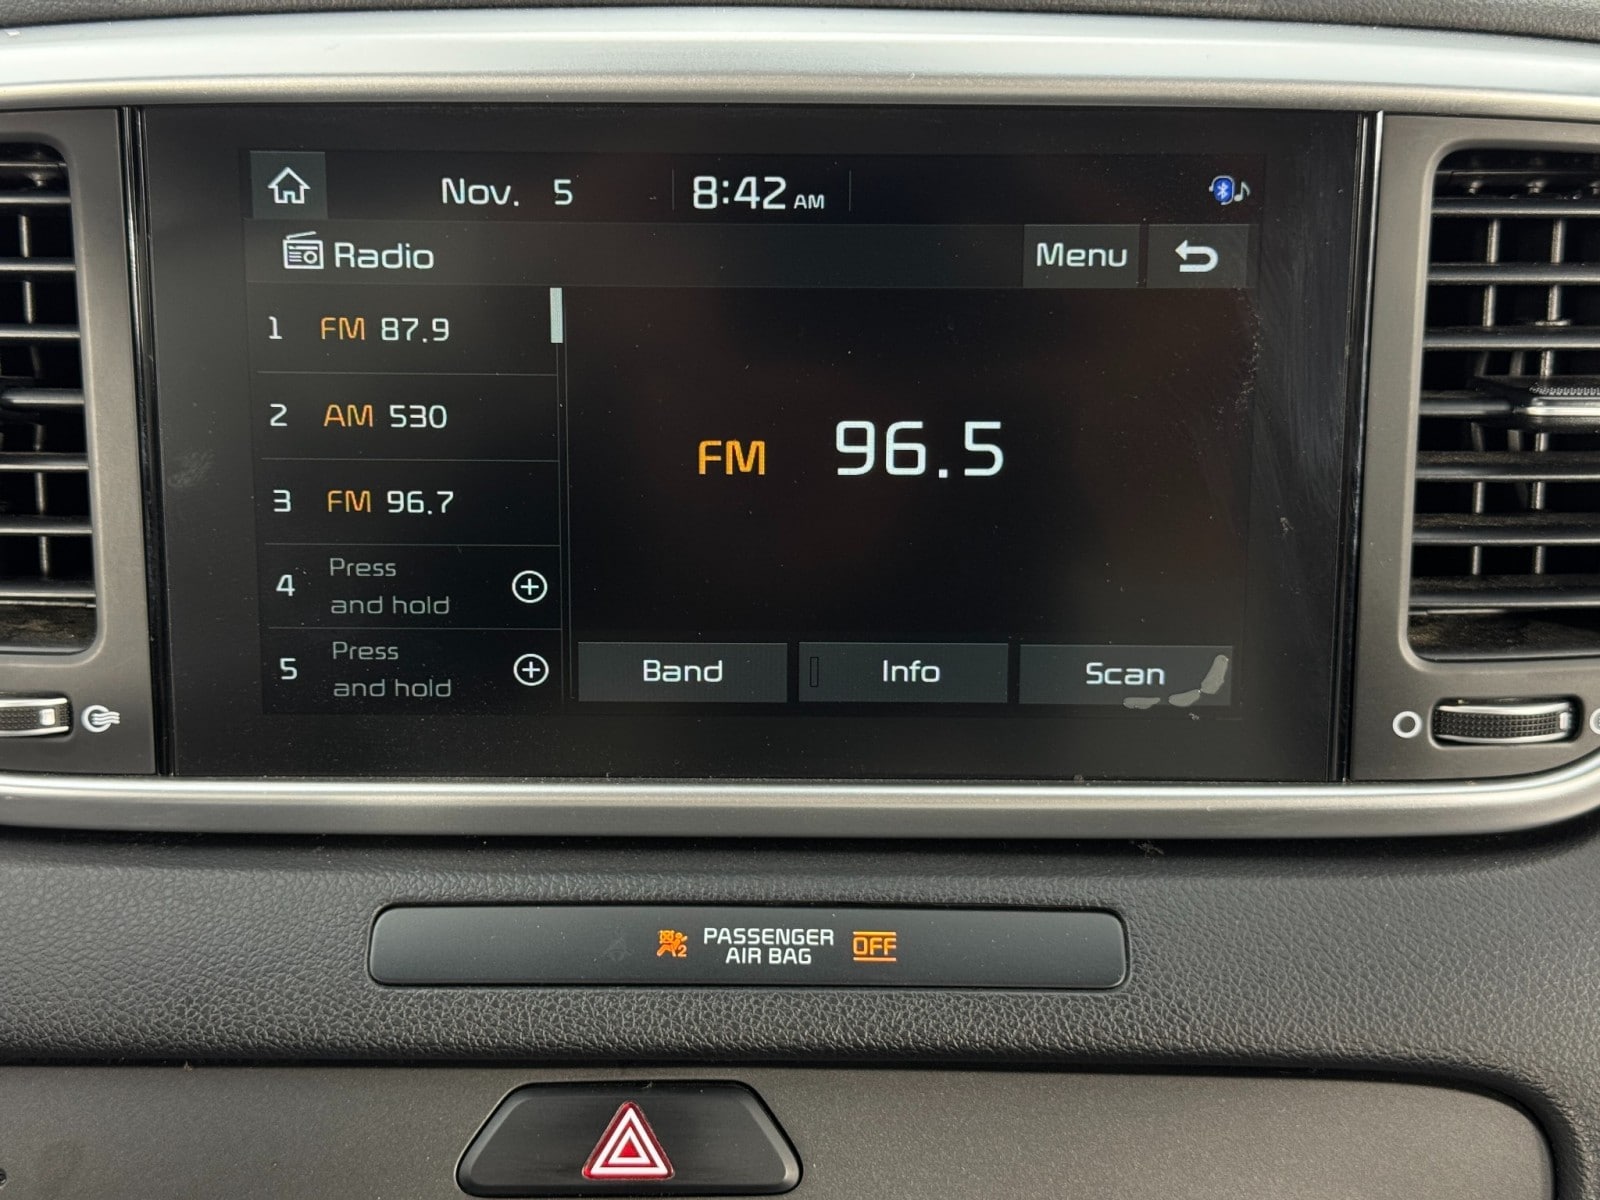 Nov. 5 8:42 AM
Radio Menu
1 FM 87.9
2 AM 530
3 FM 96.7
4 Press
and hold
5 Press
and hold
FM 96.5
Band Info Scan
2 PASSENGER
AIR BAG OFF